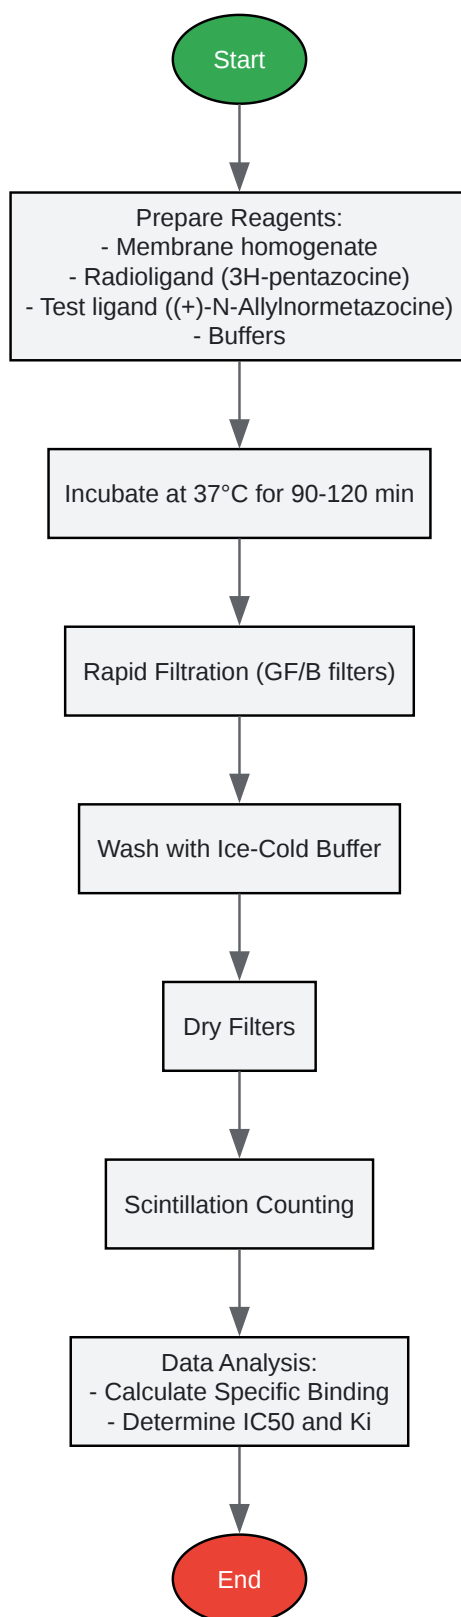 Start
Prepare Reagents:
- Membrane homogenate
- Radioligand (3H-pentazocine)
- Test ligand ((+)-N-Allylnormetazocine)
- Buffers
Incubate at 37°C for 90-120 min
Rapid Filtration (GF/B filters)
Wash with Ice-Cold Buffer
Dry Filters
Scintillation Counting
Data Analysis:
- Calculate Specific Binding
- Determine IC50 and Ki
End